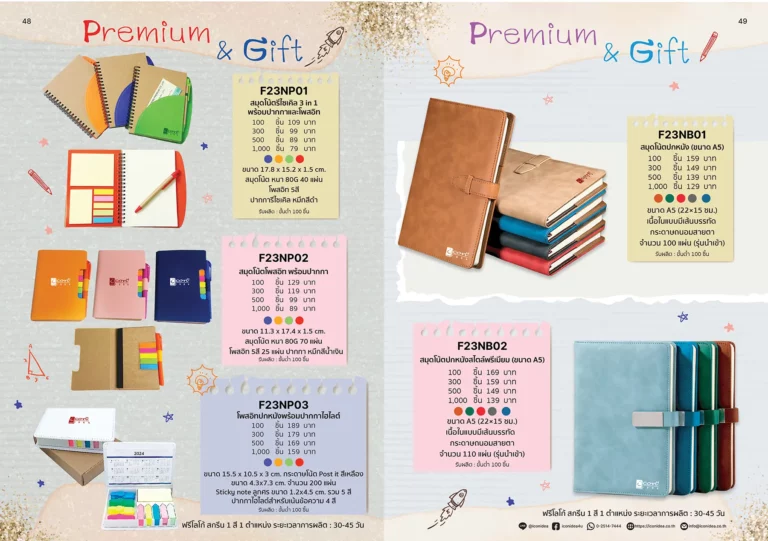 48
Premium
& Gift
F23NP01
สมุดโน้ตรีไซเคิล 3 in 1
พร้อมปากกาและโพสอิท
100 ชิ้น 109 บาท
300 ชิ้น 99 บาท
500 ชิ้น 89 บาท
1,000 ชิ้น 79 บาท
ขนาด 17.8 x 15.2 x 1.5 cm.
สมุดโน้ต หนา 80G 40 แผ่น
โพสอิท 5สี
ปากการีไซเคิล หมึกสีดำ
รับผลิต : ขั้นต่ำ 100 ชิ้น
F23NP02
สมุดโน้ตโพสอิท พร้อมปากกา
100 ชิ้น 129 บาท
300 ชิ้น 119 บาท
500 ชิ้น 99 บาท
1,000 ชิ้น 89 บาท
ขนาด 11.3 x 17.4 x 1.5 cm.
สมุดโน้ต หนา 80G 70 แผ่น
โพสอิท 5สี 25 แผ่น ปากกา หมึกสีน้ำเงิน
รับผลิต : ขั้นต่ำ 100 ชิ้น
F23NP03
โพสอิทปกหนังพร้อมปากกาไฮไลต์
100 ชิ้น 189 บาท
300 ชิ้น 179 บาท
500 ชิ้น 169 บาท
1,000 ชิ้น 159 บาท
ขนาด 15.5 x 10.5 x 3 cm. กระดาษโน้ต Post it สีเหลือง
ขนาด 4.3x7.3 cm. จำนวน 200 แผ่น
Sticky note ลูกศร ขนาด 1.2x4.5 cm. รวม 5 สี
ปากกาไฮไลต์สำหรับเน้นข้อความ 4 สี
รับผลิต : ขั้นต่ำ 100 ชิ้น
2024
ฟรีโลโก้ สกรีน 1 สี 1 ตำแหน่ง ระยะเวลาการผลิต : 30-45 วัน
49
Premium
& Gift
F23NB01
สมุดโน้ตปกหนัง (ขนาด A5)
100 ชิ้น 159 บาท
300 ชิ้น 149 บาท
500 ชิ้น 139 บาท
1,000 ชิ้น 129 บาท
ขนาด A5 (22×15 ซม.)
เนื้อในแบบมีเส้นบรรทัด
กระดาษถนอมสายตา
จำนวน 100 แผ่น (รุ่นนำเข้า)
รับผลิต : ขั้นต่ำ 100 ชิ้น
F23NB02
สมุดโน้ตปกหนังสไตล์พรีเมียม (ขนาด A5)
100 ชิ้น 169 บาท
300 ชิ้น 159 บาท
500 ชิ้น 149 บาท
1,000 ชิ้น 139 บาท
ขนาด A5 (22×15 ซม.)
เนื้อในแบบมีเส้นบรรทัด
กระดาษถนอมสายตา
จำนวน 110 แผ่น (รุ่นนำเข้า)
รับผลิต : ขั้นต่ำ 100 ชิ้น
ฟรีโลโก้ สกรีน 1 สี 1 ตำแหน่ง ระยะเวลาการผลิต : 30-45 วัน
@iconidea iconidea4u 0-2514-7444 https://iconidea.co.th info@iconidea.co.th